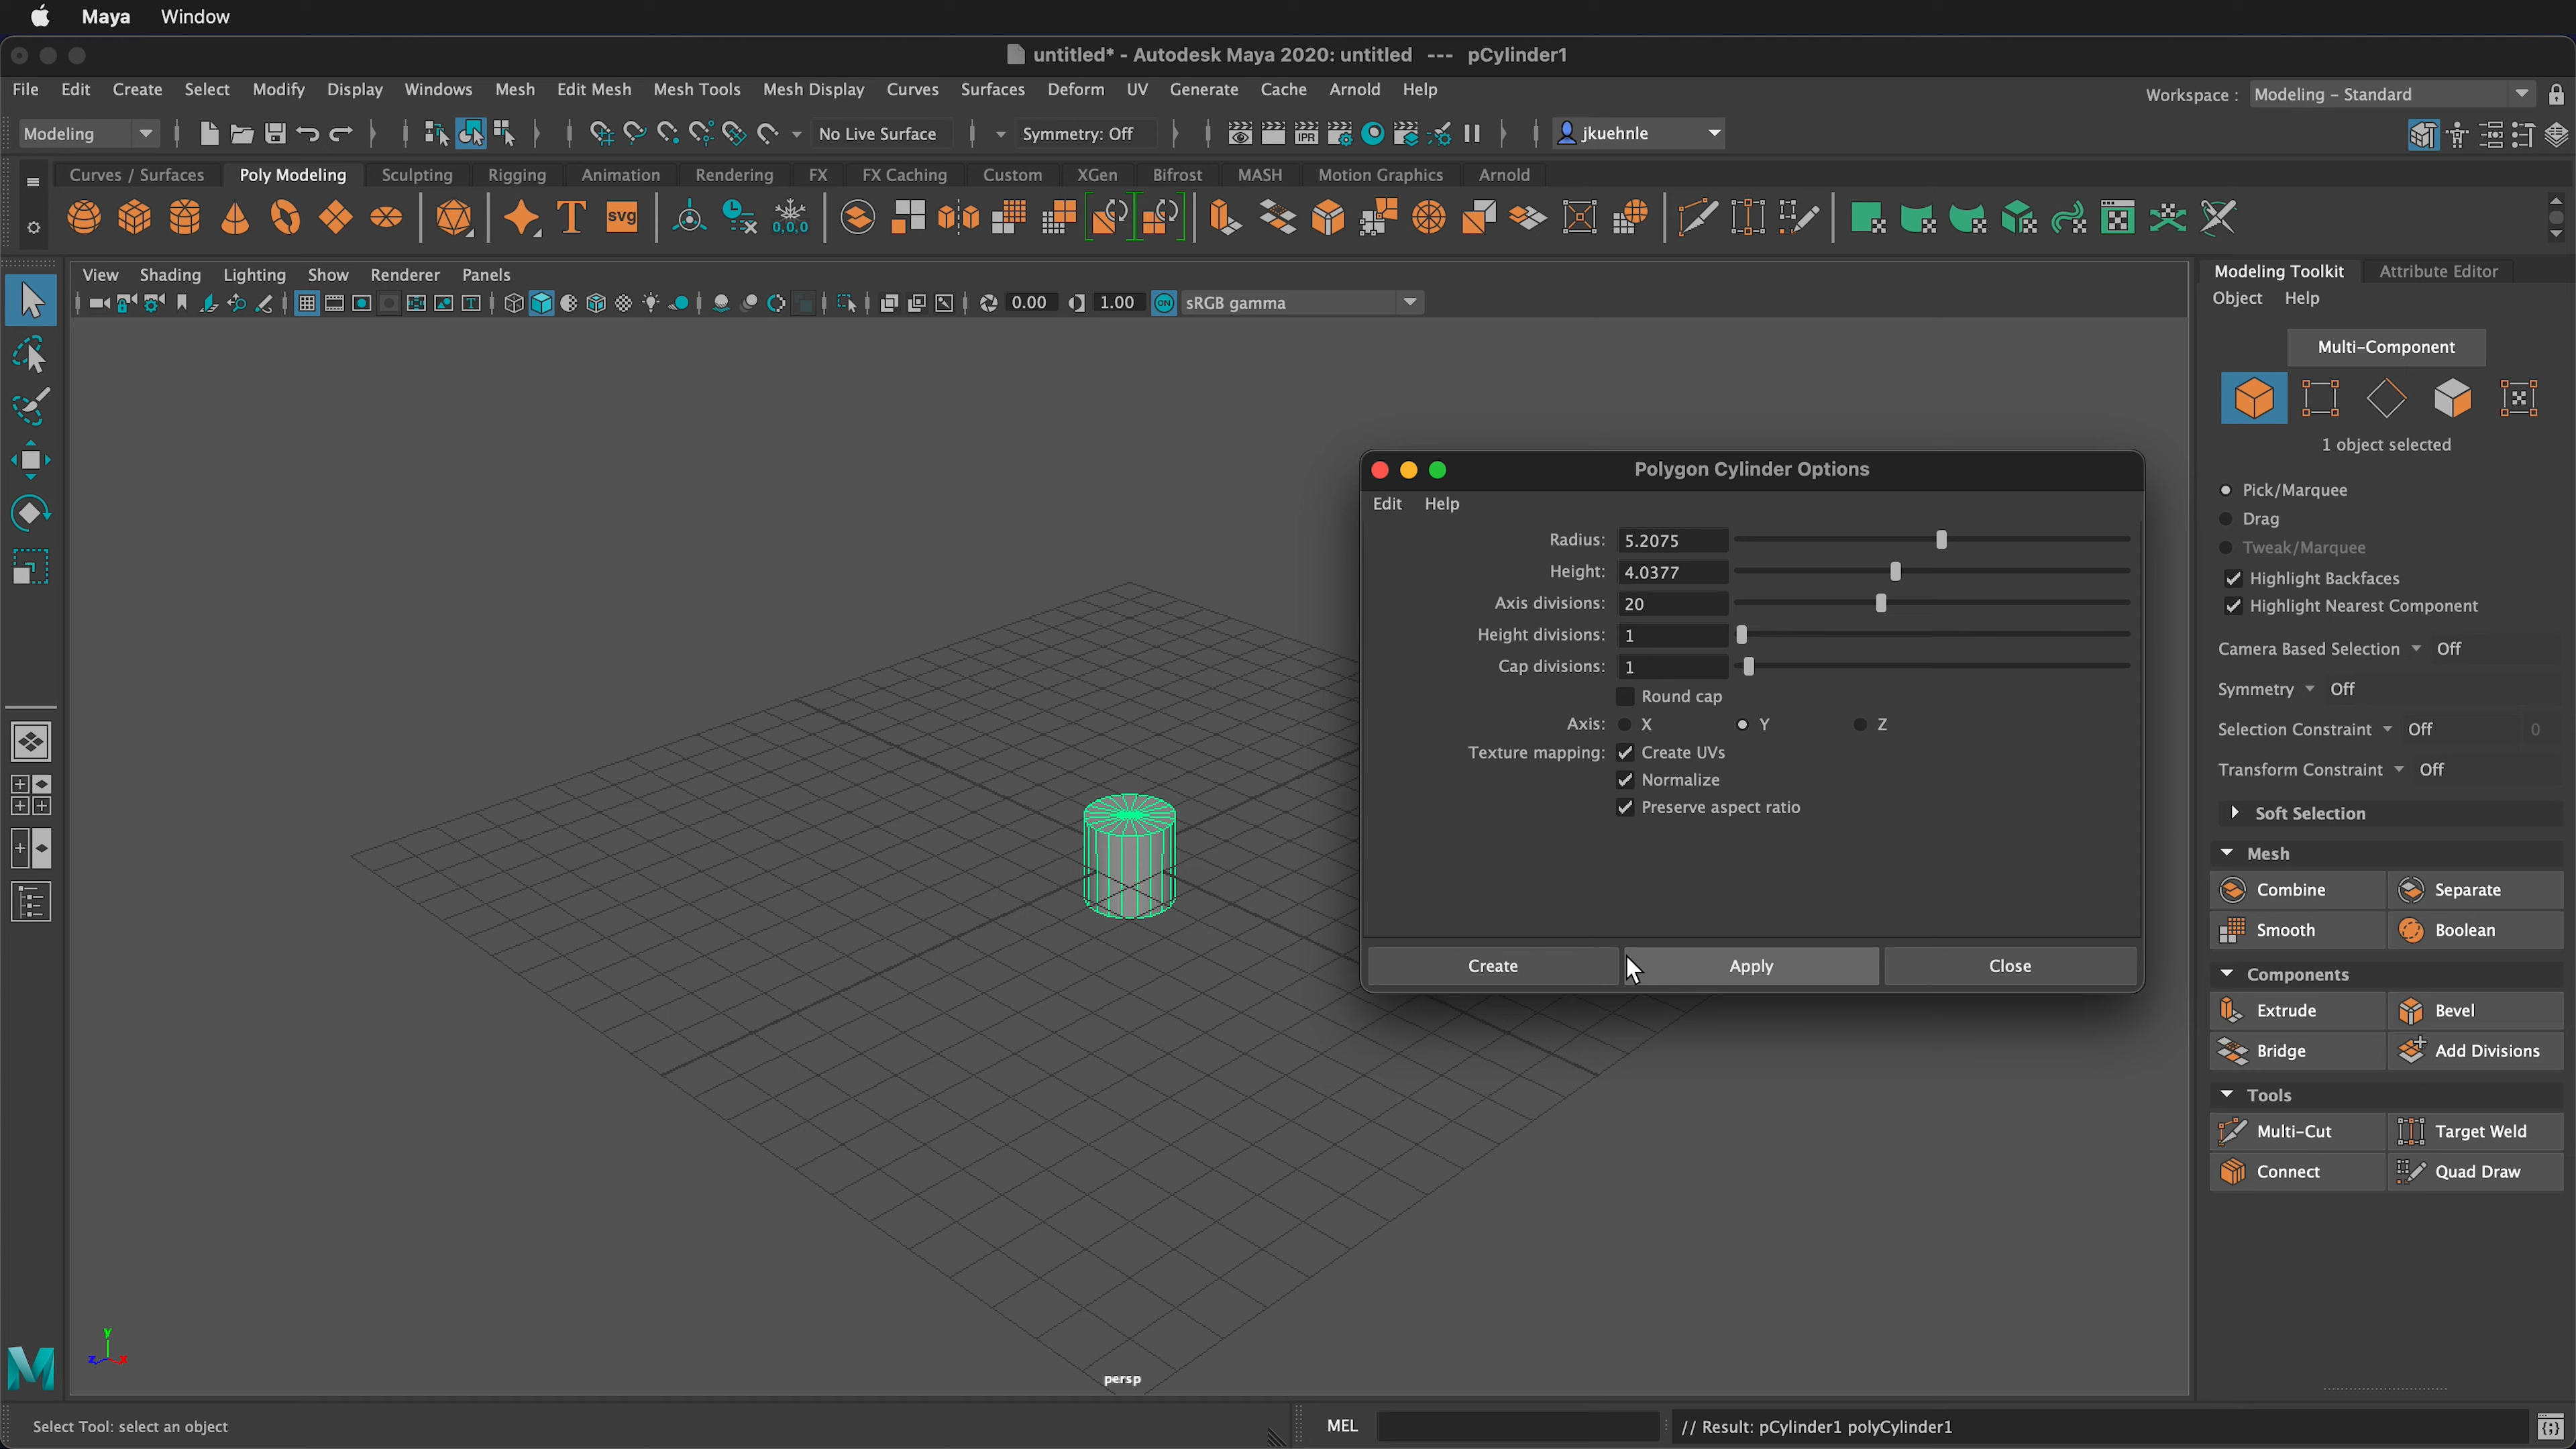 Maya Window
untitled* - Autodesk Maya 2020: untitled --- pCylinder1
File Edit Create Select Modify Display Windows Mesh Edit Mesh Mesh Tools Mesh Display Curves Surfaces Deform UV Generate Cache Arnold Help
Workspace : Modeling - Standard
Modeling No Live Surface Symmetry: Off IPR jkuehnle
Curves / Surfaces Poly Modeling Sculpting Rigging Animation Rendering FX FX Caching Custom XGen Bifrost MASH Motion Graphics Arnold
T svg 0,0,0
View Shading Lighting Show Renderer Panels
0.00 1.00 ON sRGB gamma
Modeling Toolkit Attribute Editor
Object Help
Multi-Component
1 object selected
Pick/Marquee
Drag
Tweak/Marquee
Highlight Backfaces
Highlight Nearest Component
Camera Based Selection Off
Symmetry Off
Selection Constraint Off 0
Transform Constraint Off
Soft Selection
Mesh
Combine Separate
Smooth Boolean
Components
Extrude Bevel
Bridge Add Divisions
Tools
Multi-Cut Target Weld
Connect Quad Draw
Polygon Cylinder Options
Edit Help
Radius: 5.2075
Height: 4.0377
Axis divisions: 20
Height divisions: 1
Cap divisions: 1
Round cap
Axis: X Y Z
Texture mapping: Create UVs
Normalize
Preserve aspect ratio
Create Apply Close
y
z x
persp
M
Select Tool: select an object
MEL
// Result: pCylinder1 polyCylinder1